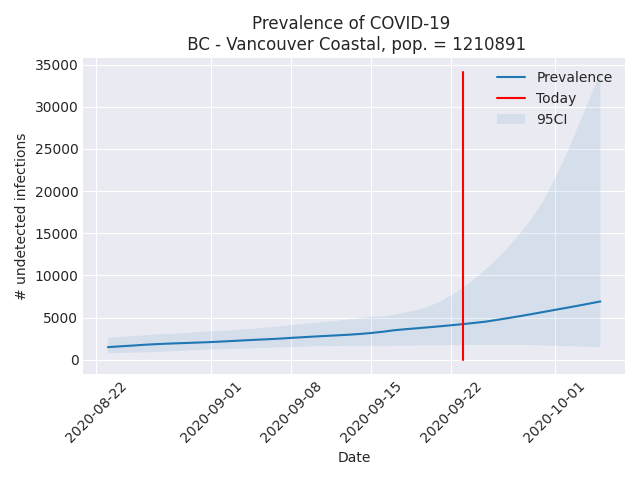 Prevalence of COVID-19
BC - Vancouver Coastal, pop. = 1210891
35000
30000
25000
20000
15000
10000
5000
0
# undetected infections
Prevalence
Today
95CI
2020-08-22
2020-09-01
2020-09-08
2020-09-15
2020-09-22
2020-10-01
Date